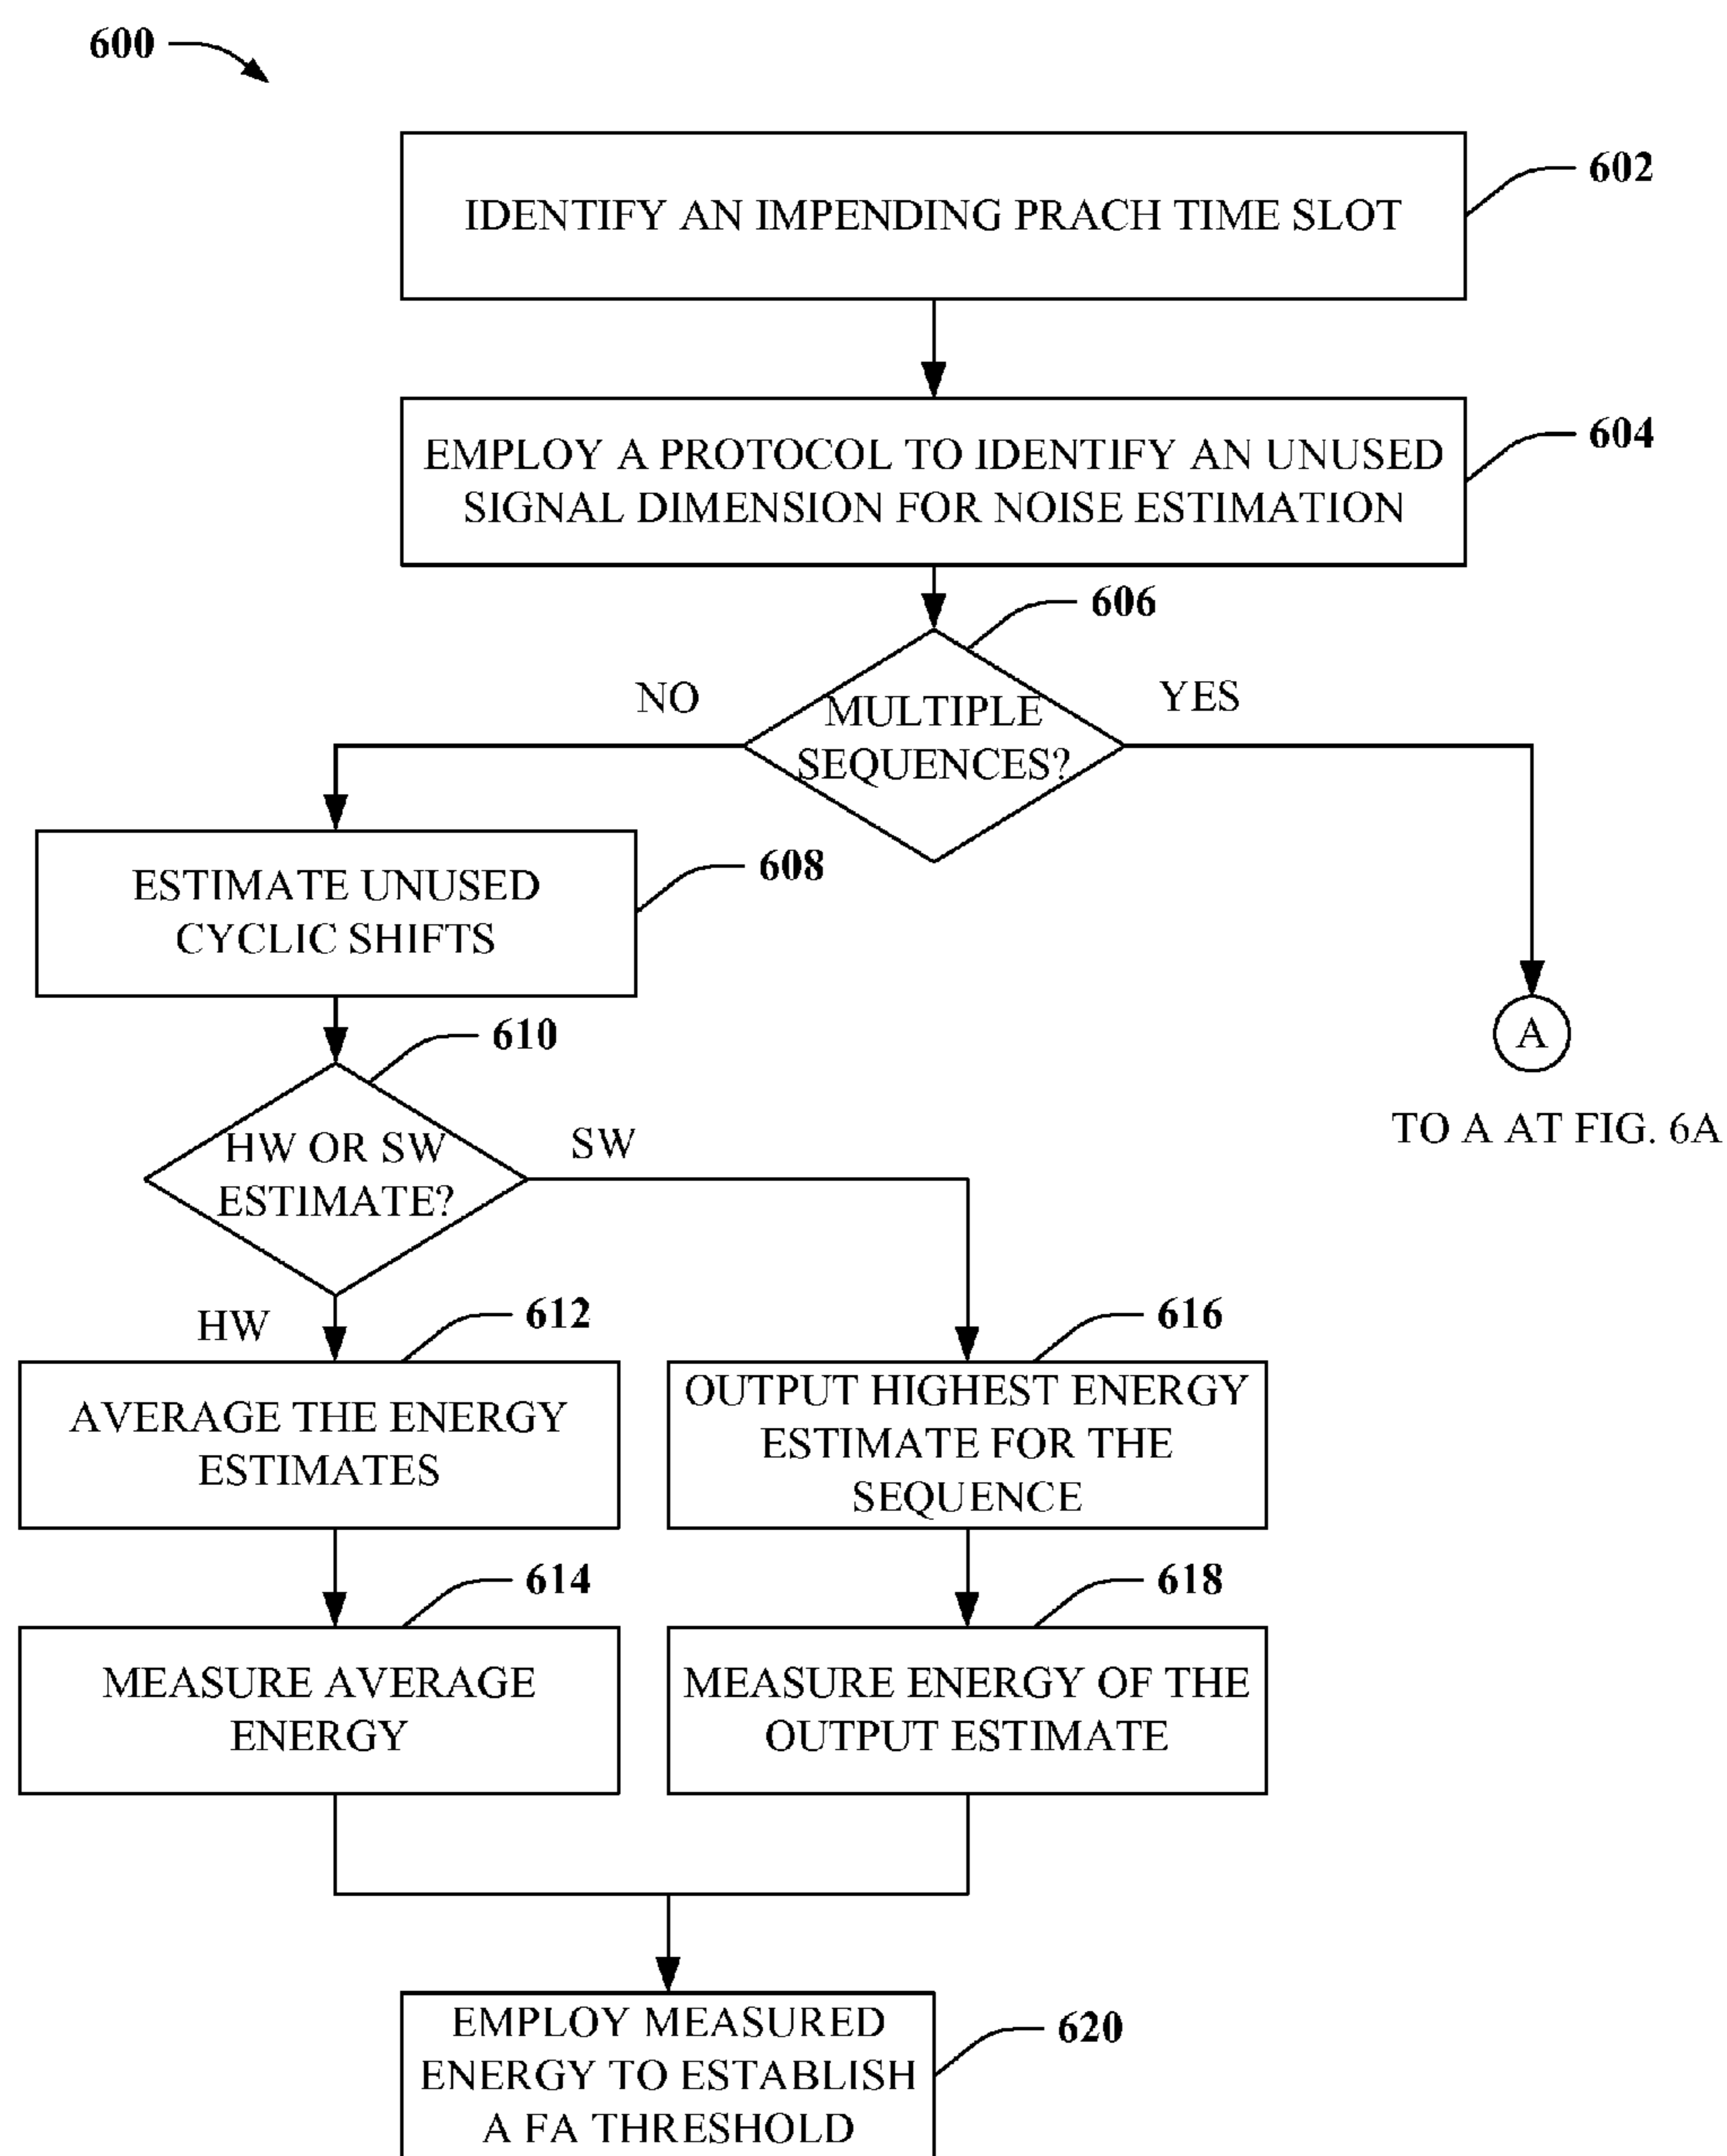 600
IDENTIFY AN IMPENDING PRACH TIME SLOT
602
EMPLOY A PROTOCOL TO IDENTIFY AN UNUSED
SIGNAL DIMENSION FOR NOISE ESTIMATION
604
606
MULTIPLE
SEQUENCES?
NO
YES
ESTIMATE UNUSED
CYCLIC SHIFTS
608
A
TO A AT FIG. 6A
610
HW OR SW
ESTIMATE?
SW
HW
612
AVERAGE THE ENERGY
ESTIMATES
616
OUTPUT HIGHEST ENERGY
ESTIMATE FOR THE
SEQUENCE
614
MEASURE AVERAGE
ENERGY
618
MEASURE ENERGY OF THE
OUTPUT ESTIMATE
EMPLOY MEASURED
ENERGY TO ESTABLISH
A FA THRESHOLD
620